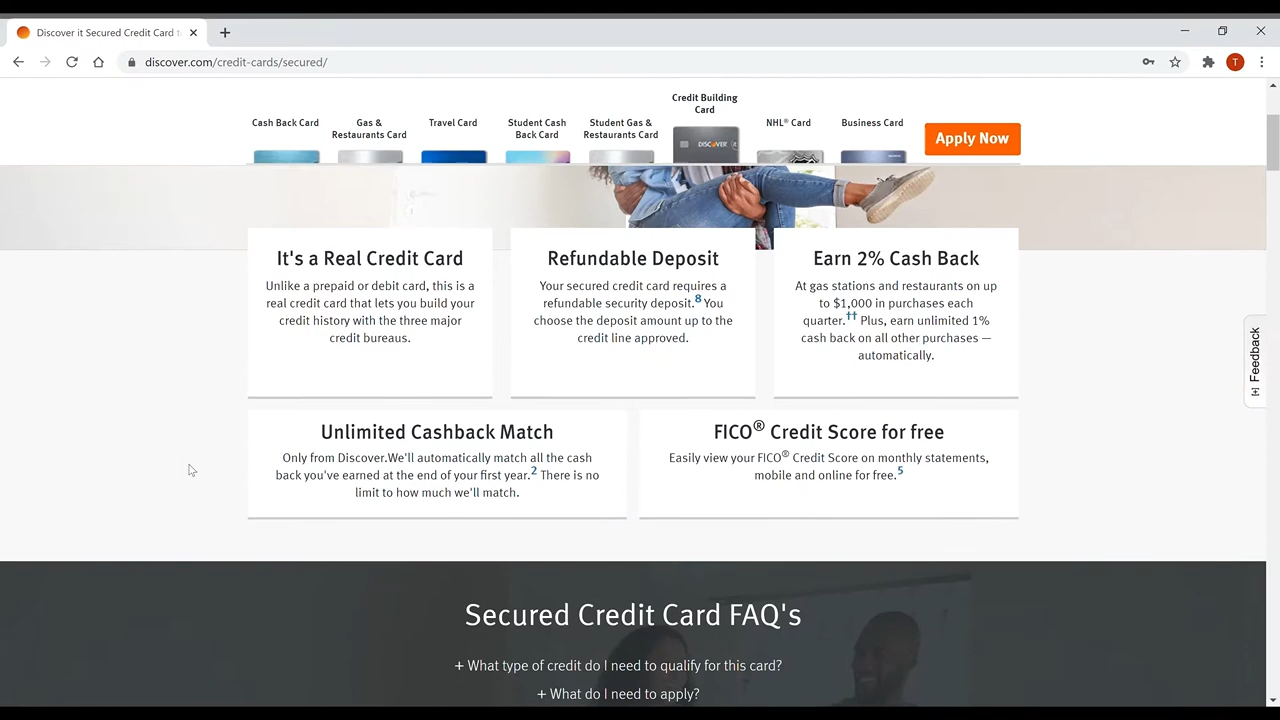 Discover it Secured Credit Card t
discover.com/credit-cards/secured/
T
Cash Back Card
Gas &
Restaurants Card
Travel Card
Student Cash
Back Card
Student Gas &
Restaurants Card
Credit Building
Card
DISCOVER it
NHL® Card
Business Card
Apply Now
It's a Real Credit Card
Unlike a prepaid or debit card, this is a
real credit card that lets you build your
credit history with the three major
credit bureaus.
Refundable Deposit
Your secured credit card requires a
refundable security deposit.8 You
choose the deposit amount up to the
credit line approved.
Earn 2% Cash Back
At gas stations and restaurants on up
to $1,000 in purchases each
quarter.†† Plus, earn unlimited 1%
cash back on all other purchases —
automatically.
[+] Feedback
Unlimited Cashback Match
Only from Discover.We'll automatically match all the cash
back you've earned at the end of your first year.2 There is no
limit to how much we'll match.
FICO® Credit Score for free
Easily view your FICO® Credit Score on monthly statements,
mobile and online for free.5
Secured Credit Card FAQ's
+ What type of credit do I need to qualify for this card?
+ What do I need to apply?